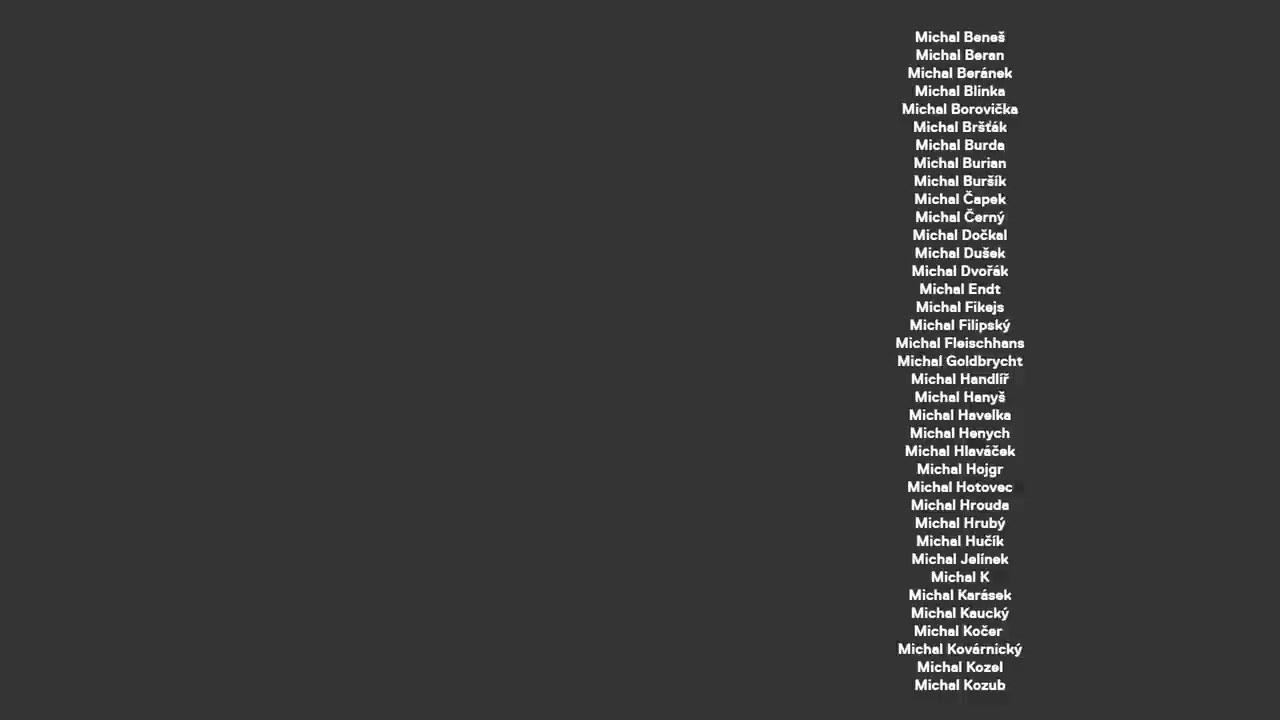 Michal Beneš
Michal Beran
Michal Beránek
Michal Blinka
Michal Borovička
Michal Bršťák
Michal Burda
Michal Burian
Michal Buršík
Michal Čapek
Michal Černý
Michal Dočkal
Michal Dušek
Michal Dvořák
Michal Endt
Michal Fikejs
Michal Filipský
Michal Fleischhans
Michal Goldbrycht
Michal Handlíř
Michal Hanyš
Michal Havelka
Michal Henych
Michal Hlaváček
Michal Hojgr
Michal Hotovec
Michal Hrouda
Michal Hrubý
Michal Hučík
Michal Jelínek
Michal K
Michal Karásek
Michal Kaucký
Michal Kočer
Michal Kovárnický
Michal Kozel
Michal Kozub